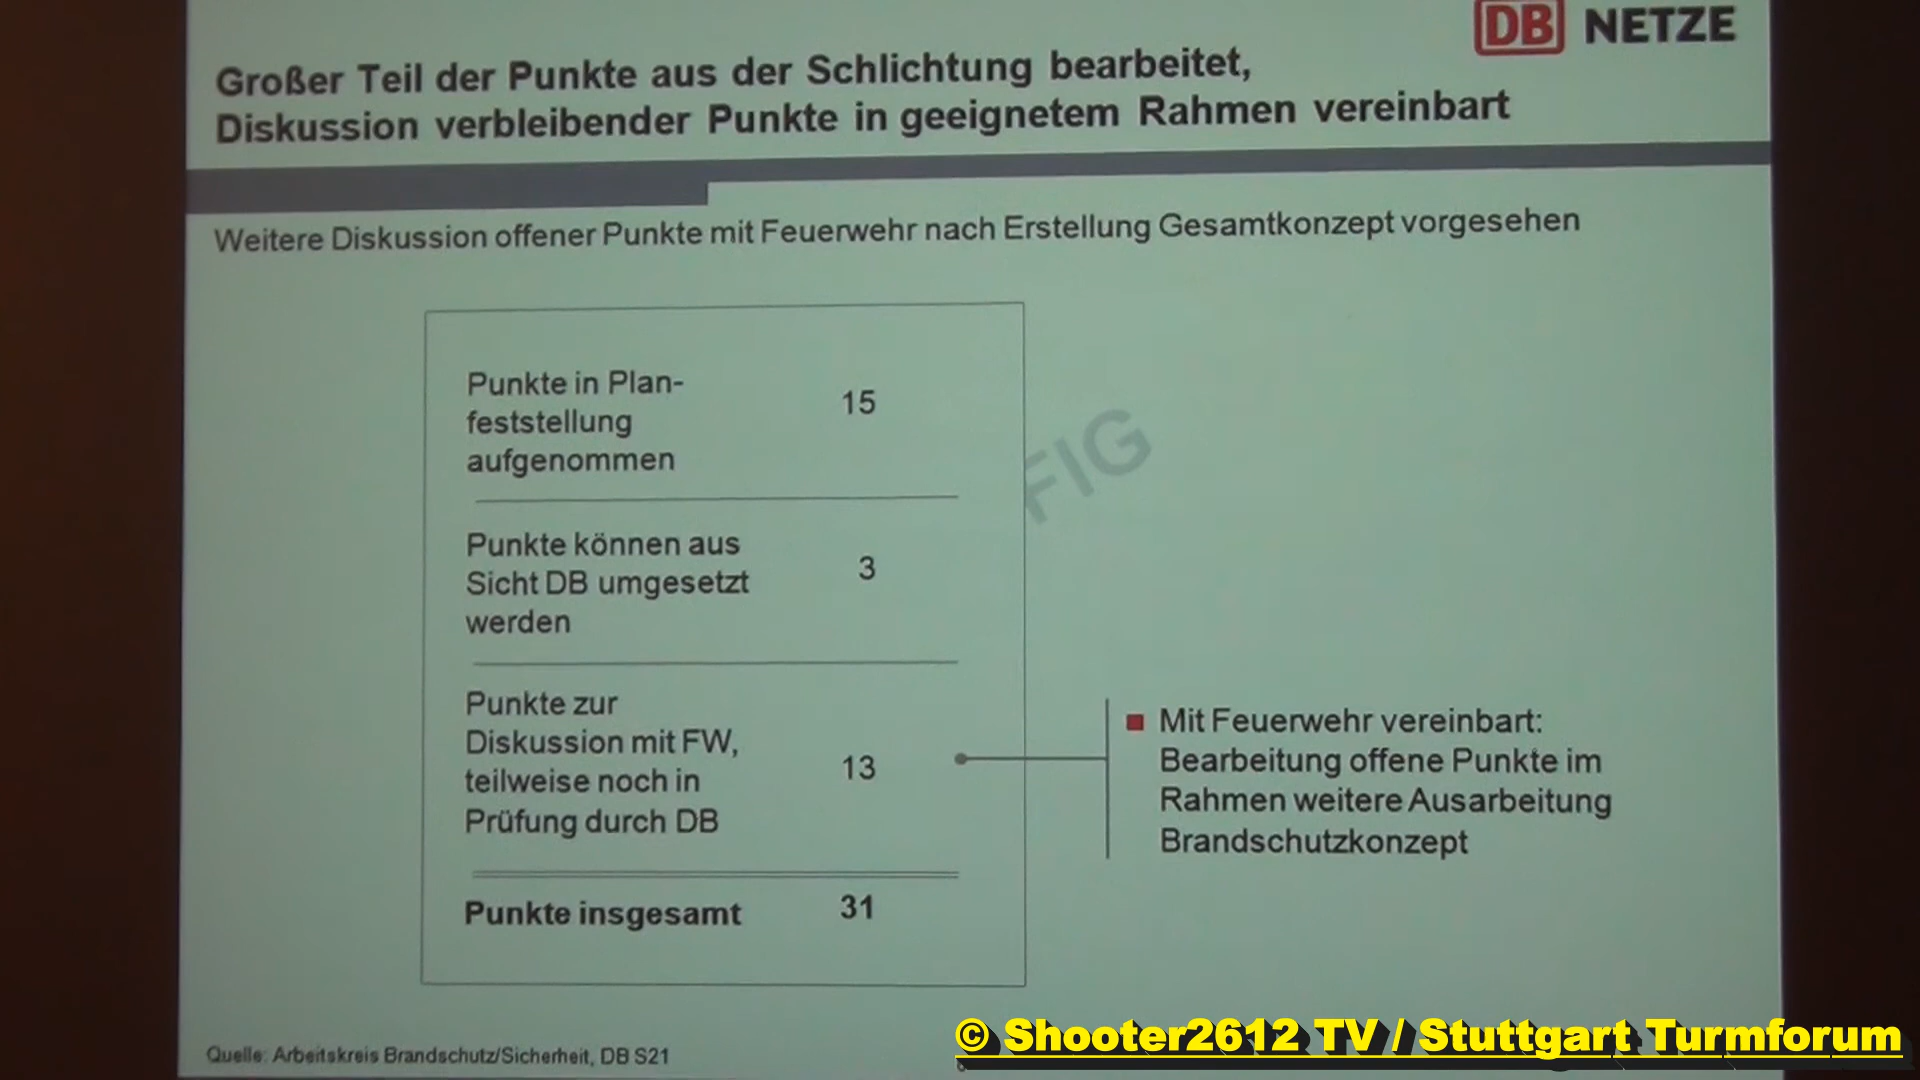 DB NETZE
Großer Teil der Punkte aus der Schlichtung bearbeitet,
Diskussion verbleibender Punkte in geeignetem Rahmen vereinbart
Weitere Diskussion offener Punkte mit Feuerwehr nach Erstellung Gesamtkonzept vorgesehen
Punkte in Plan-
feststellung
aufgenommen
15
Punkte können aus
Sicht DB umgesetzt
werden
3
Punkte zur
Diskussion mit FW,
teilweise noch in
Prüfung durch DB
13
Punkte insgesamt
31
FIG
Mit Feuerwehr vereinbart:
Bearbeitung offene Punkte im
Rahmen weitere Ausarbeitung
Brandschutzkonzept
Quelle: Arbeitskreis Brandschutz/Sicherheit, DB S21
© Shooter2612 TV / Stuttgart Turmforum